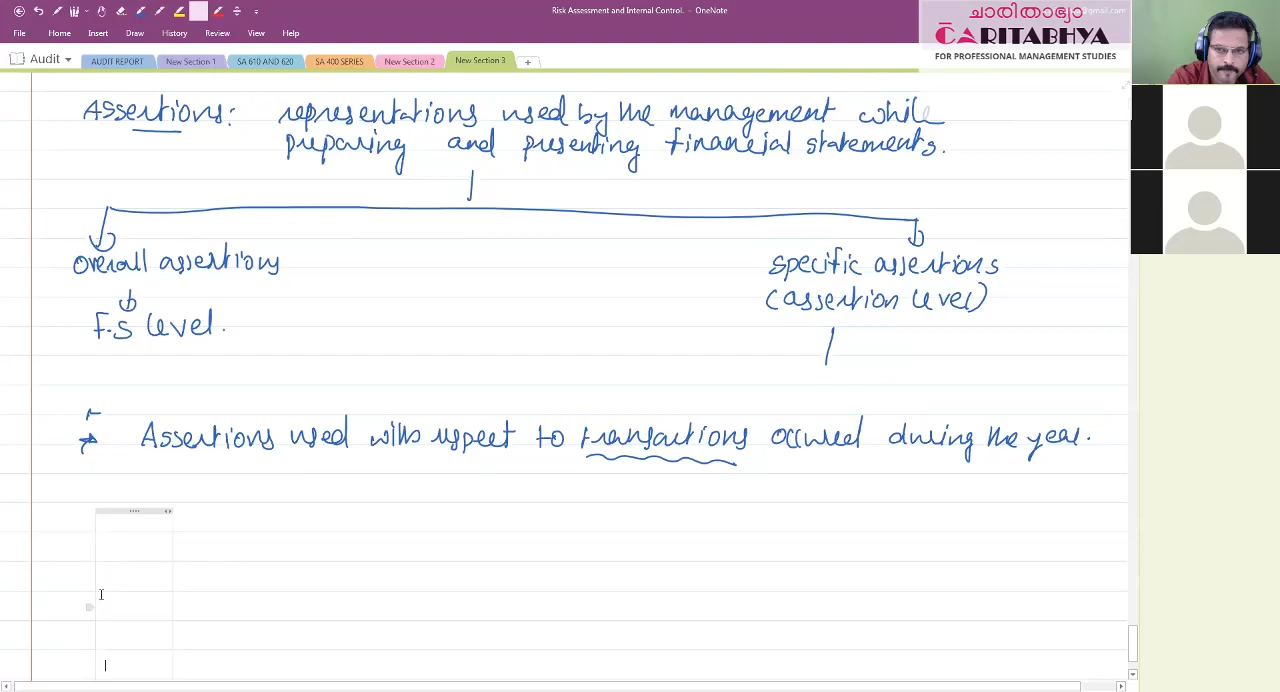 Risk Assessment and Internal Control. - OneNote
File Home Insert Draw History Review View Help
ചാരിതാഭ്യാ
CARITABHYA
FOR PROFESSIONAL MANAGEMENT STUDIES
Audit AUDIT REPORT New Section 1 SA 610 AND 620 SA 400 SERIES New Section 2 New Section 3
Assertions: representations used by the management while
preparing and presenting financial statements.
Overall assertions
F.S level.
specific assertions
(assertion level)
Assertions used with respect to transactions occured during the year.